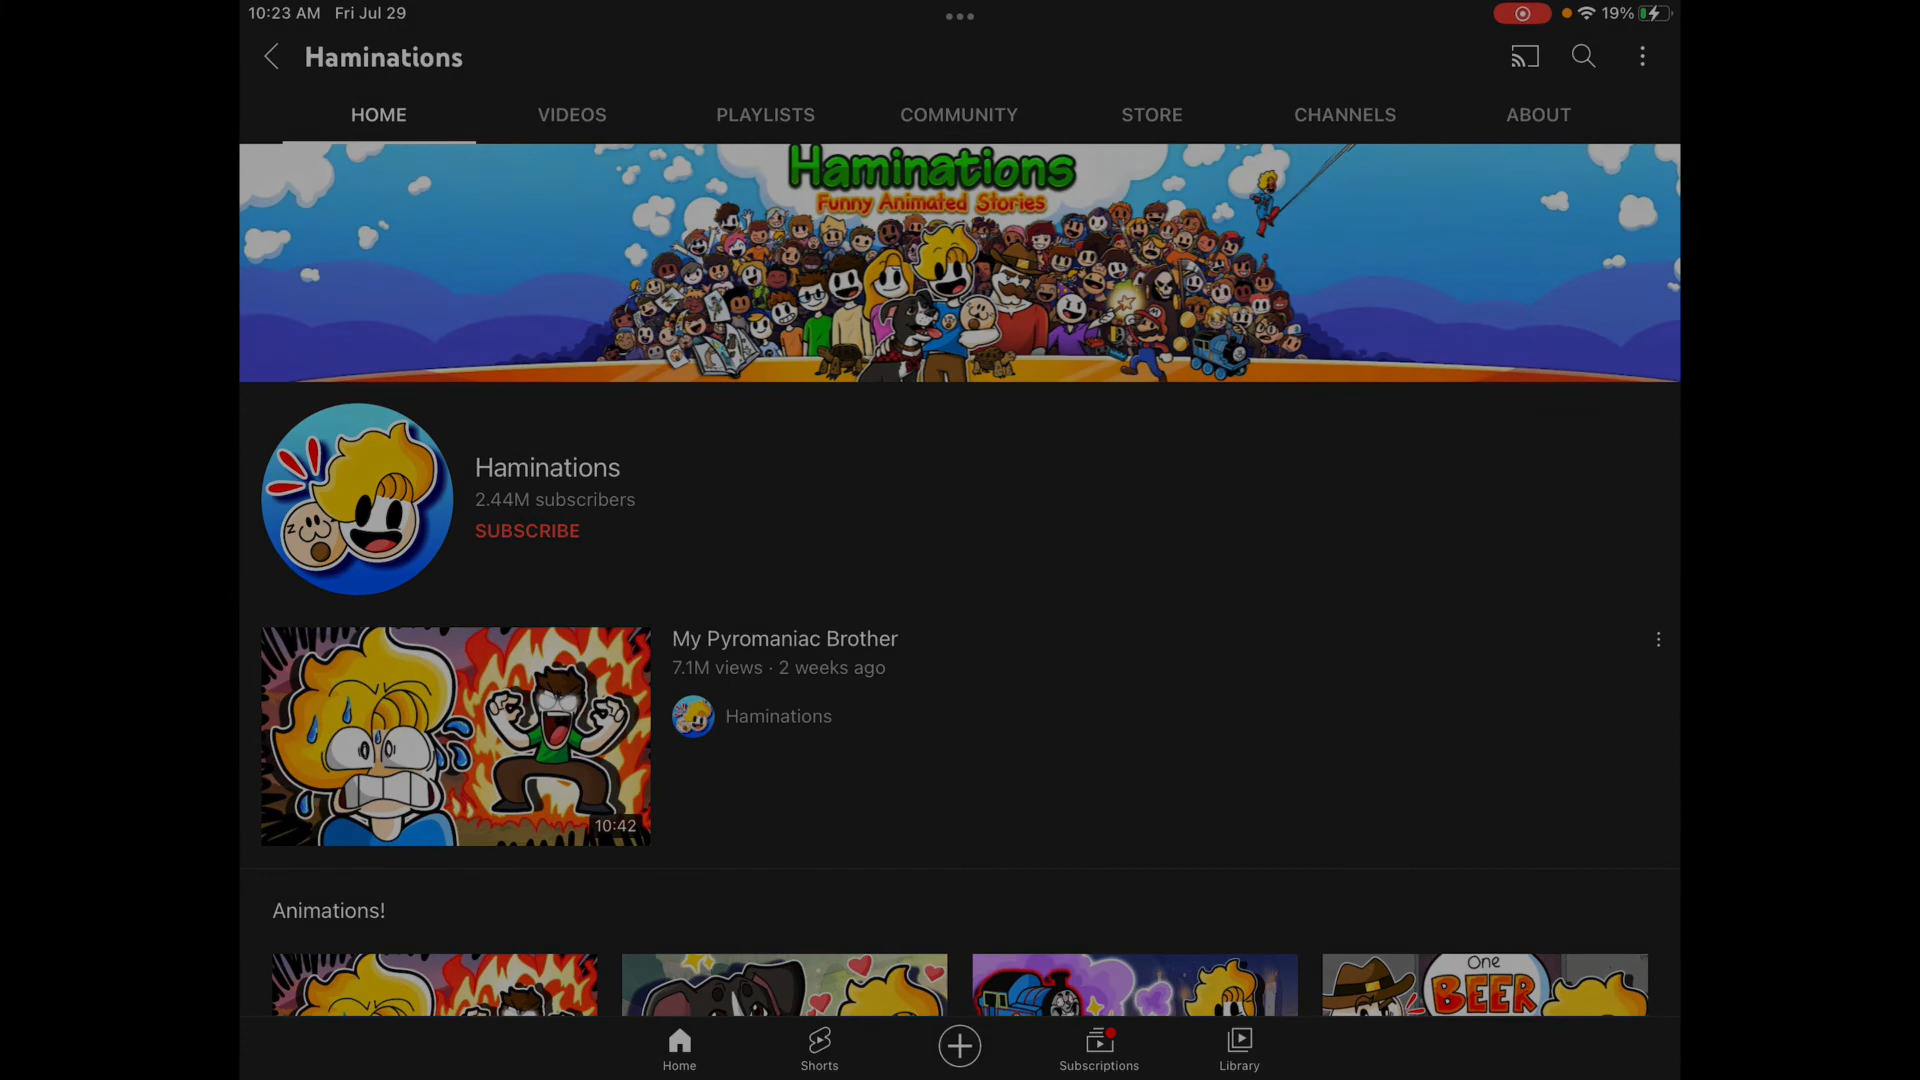 10:23 AM Fri Jul 29
19%
Haminations
HOME VIDEOS PLAYLISTS COMMUNITY STORE CHANNELS ABOUT
Haminations
Funny Animated Stories
Haminations
2.44M subscribers
SUBSCRIBE
My Pyromaniac Brother
7.1M views · 2 weeks ago
Haminations
10:42
Animations!
One
BEER
Home Shorts Subscriptions Library